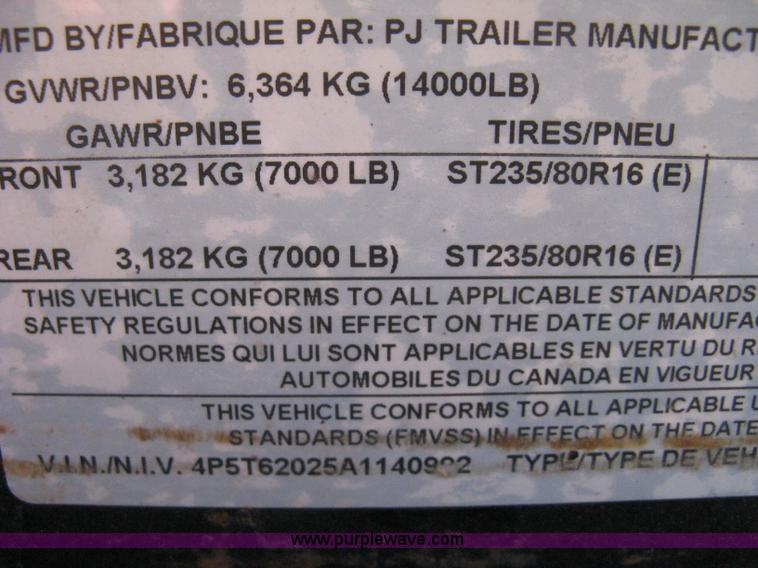 MFD BY/FABRIQUE PAR: PJ TRAILER MANUFACT
GVWR/PNBV: 6,364 KG (14000LB)
GAWR/PNBE TIRES/PNEU
RONT 3,182 KG (7000 LB) ST235/80R16 (E)
REAR 3,182 KG (7000 LB) ST235/80R16 (E)
THIS VEHICLE CONFORMS TO ALL APPLICABLE STANDARDS
SAFETY REGULATIONS IN EFFECT ON THE DATE OF MANUFAC
NORMES QUI LUI SONT APPLICABLES EN VERTU DU R
AUTOMOBILES DU CANADA EN VIGUEUR
THIS VEHICLE CONFORMS TO ALL APPLICABLE U
STANDARDS (FMVSS) IN EFFECT ON THE DATE
V.I.N./N.I.V. TYPE/TYPE DE VEH
www.purplewave.com